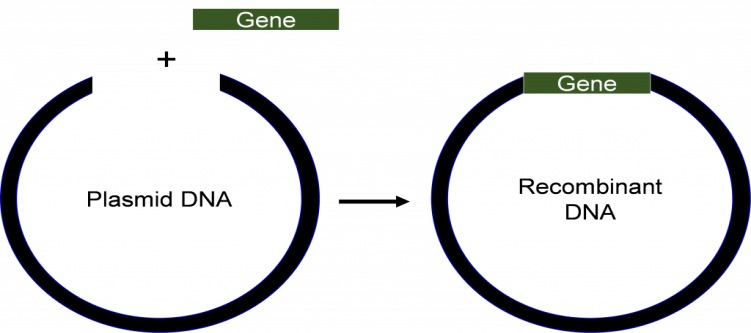 Gene
+
Plasmid DNA
Gene
Recombinant
DNA